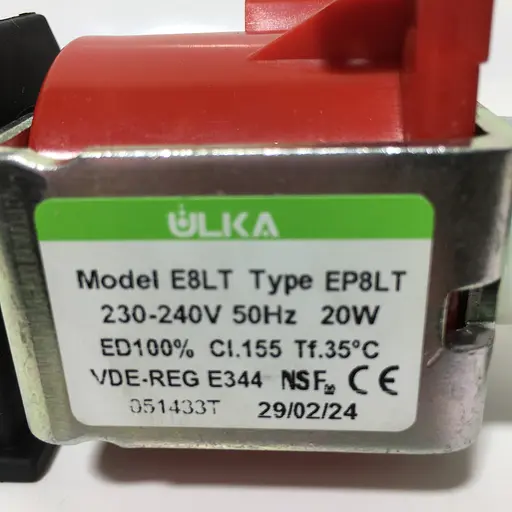 ULKA
Model E8LT Type EP8LT
230-240V 50Hz 20W
ED100% Cl.155 Tf.35°C
VDE-REG E344 NSF® CE
051433T 29/02/24